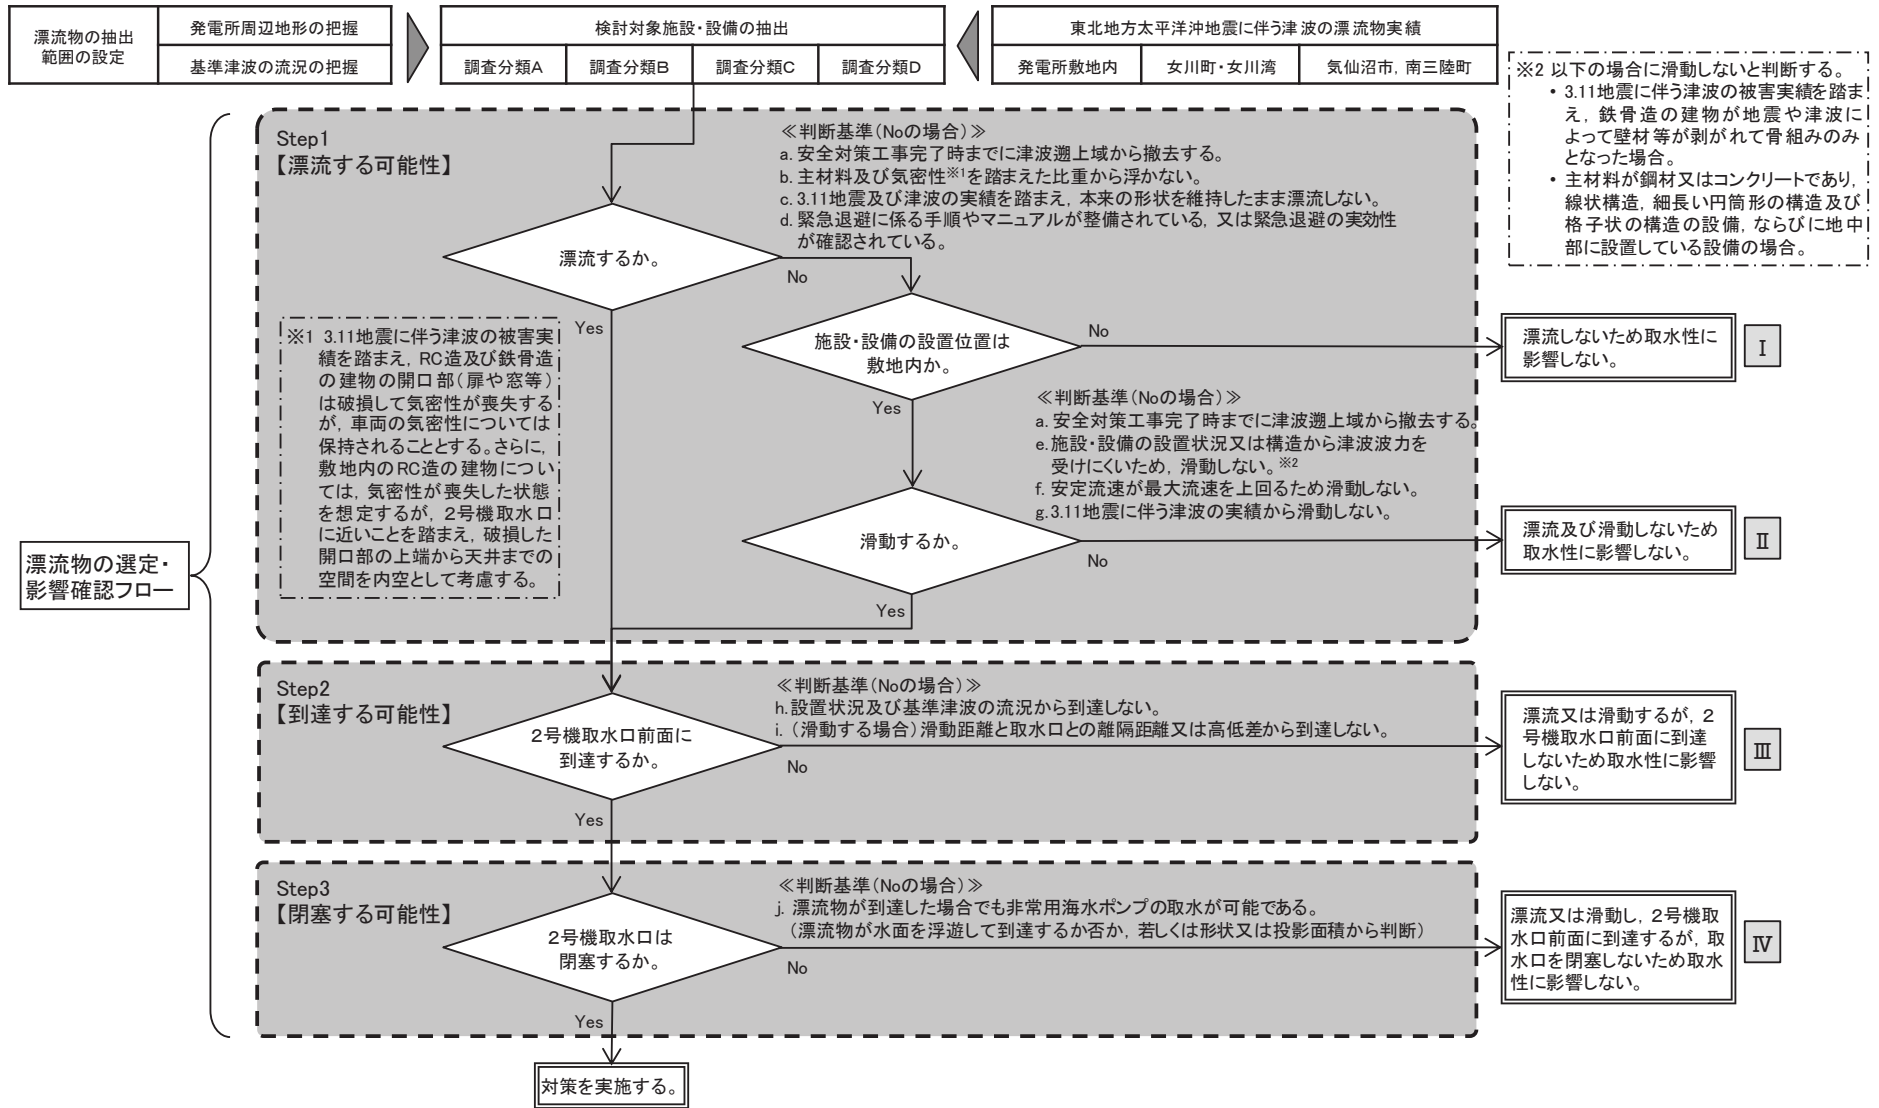 漂流物の抽出
範囲の設定
発電所周辺地形の把握
基準津波の流況の把握
検討対象施設・設備の抽出
調査分類A
調査分類B
調査分類C
調査分類D
東北地方太平洋沖地震に伴う津波の漂流物実績
発電所敷地内
女川町・女川湾
気仙沼市，南三陸町
※2 以下の場合に滑動しないと判断する。
• 3.11地震に伴う津波の被害実績を踏ま
え，鉄骨造の建物が地震や津波に
よって壁材等が剥がれて骨組みのみ
となった場合。
• 主材料が鋼材又はコンクリートであり，
線状構造，細長い円筒形の構造及び
格子状の構造の設備，ならびに地中
部に設置している設備の場合。
漂流物の選定・
影響確認フロー
Step1
【漂流する可能性】
≪判断基準（Noの場合）≫
a. 安全対策工事完了時までに津波遡上域から撤去する。
b. 主材料及び気密性※1を踏まえた比重から浮かない。
c. 3.11地震及び津波の実績を踏まえ，本来の形状を維持したまま漂流しない。
d. 緊急退避に係る手順やマニュアルが整備されている，又は緊急退避の実効性
が確認されている。
漂流するか。
No
Yes
※1 3.11地震に伴う津波の被害実
績を踏まえ，RC造及び鉄骨造
の建物の開口部（扉や窓等）
は破損して気密性が喪失する
が，車両の気密性については
保持されることとする。さらに，
敷地内のRC造の建物につい
ては，気密性が喪失した状態
を想定するが，２号機取水口
に近いことを踏まえ，破損した
開口部の上端から天井までの
空間を内空として考慮する。
施設・設備の設置位置は
敷地内か。
No
Yes
漂流しないため取水性に
影響しない。
Ⅰ
≪判断基準（Noの場合）≫
a. 安全対策工事完了時までに津波遡上域から撤去する。
e. 施設・設備の設置状況又は構造から津波波力を
受けにくいため，滑動しない。※2
f. 安定流速が最大流速を上回るため滑動しない。
g. 3.11地震に伴う津波の実績から滑動しない。
滑動するか。
No
Yes
漂流及び滑動しないため
取水性に影響しない。
Ⅱ
Step2
【到達する可能性】
≪判断基準（Noの場合）≫
h. 設置状況及び基準津波の流況から到達しない。
i. （滑動する場合）滑動距離と取水口との離隔距離又は高低差から到達しない。
２号機取水口前面に
到達するか。
No
Yes
漂流又は滑動するが，２
号機取水口前面に到達
しないため取水性に影響
しない。
Ⅲ
Step3
【閉塞する可能性】
≪判断基準（Noの場合）≫
j. 漂流物が到達した場合でも非常用海水ポンプの取水が可能である。
（漂流物が水面を浮遊して到達するか否か，若しくは形状又は投影面積から判断）
２号機取水口は
閉塞するか。
No
Yes
漂流又は滑動し，２号機取
水口前面に到達するが，取
水口を閉塞しないため取水
性に影響しない。
Ⅳ
対策を実施する。